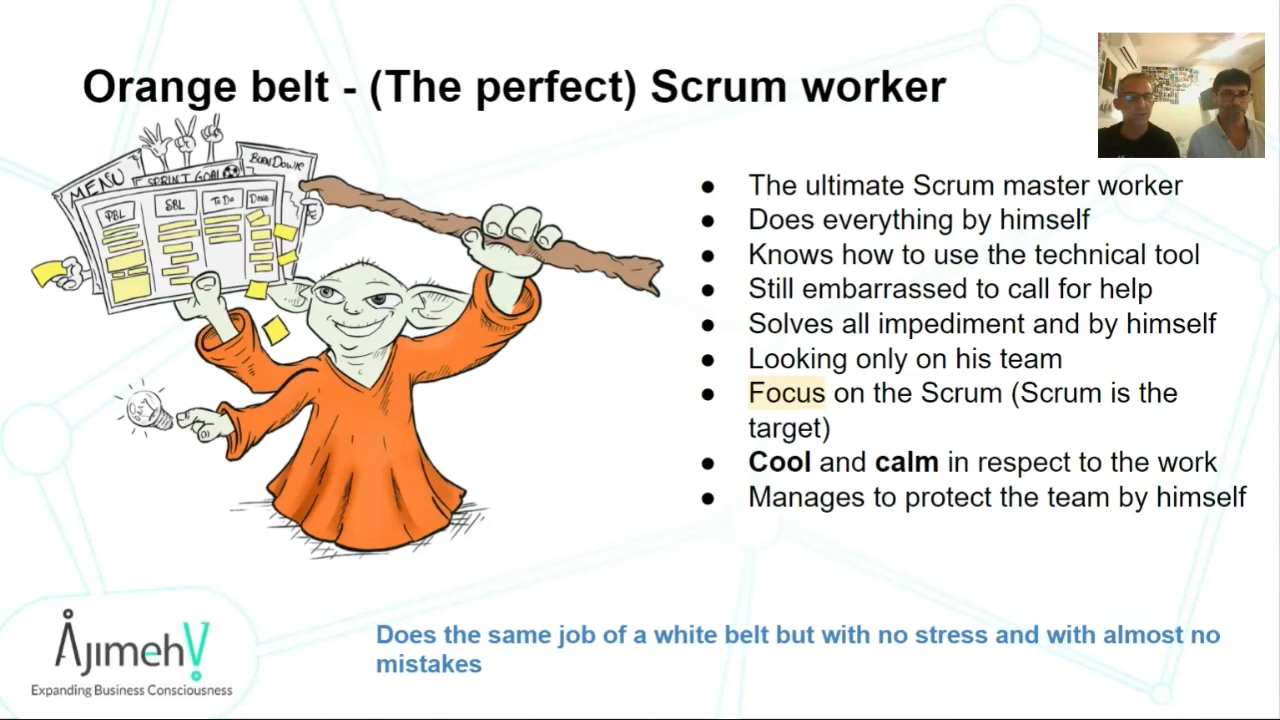 Orange belt - (The perfect) Scrum worker
MENU
SPRINT GOAL
BURNDOWN
PBL
SBL
To Do
Done
● The ultimate Scrum master worker
● Does everything by himself
● Knows how to use the technical tool
● Still embarrassed to call for help
● Solves all impediment and by himself
● Looking only on his team
● Focus on the Scrum (Scrum is the
target)
● Cool and calm in respect to the work
● Manages to protect the team by himself
Does the same job of a white belt but with no stress and with almost no
mistakes
AjimehV!
Expanding Business Consciousness